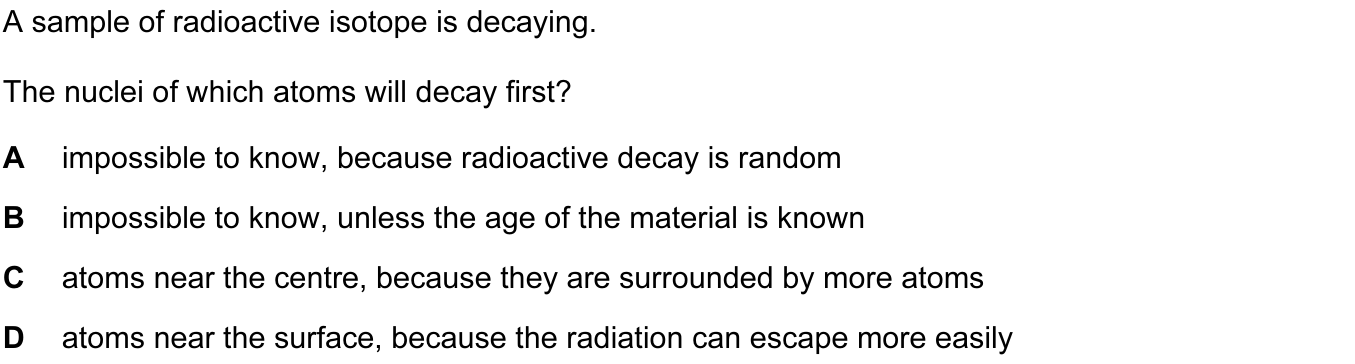 A sample of radioactive isotope is decaying.
The nuclei of which atoms will decay first?
A impossible to know, because radioactive decay is random
B impossible to know, unless the age of the material is known
C atoms near the centre, because they are surrounded by more atoms
D atoms near the surface, because the radiation can escape more easily